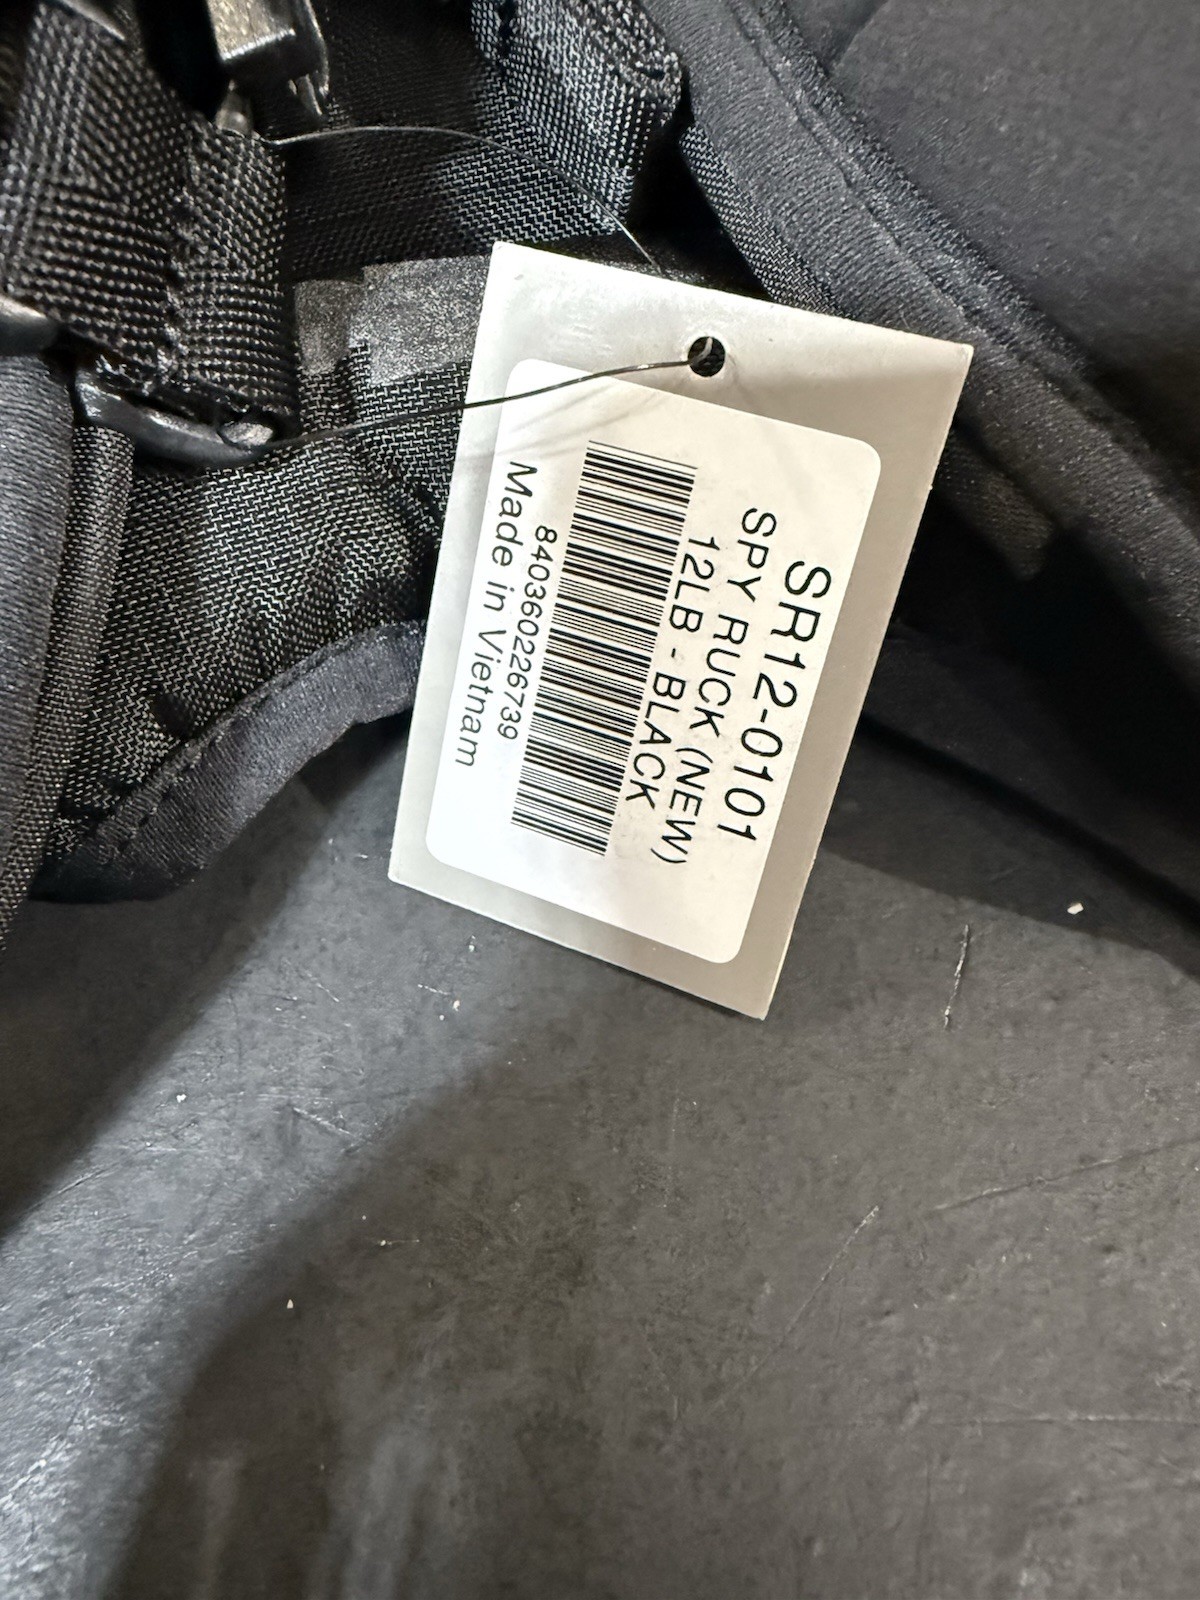 SR12-0101
SPY RUCK (NEW)
12LB - BLACK
840360226739
Made in Vietnam